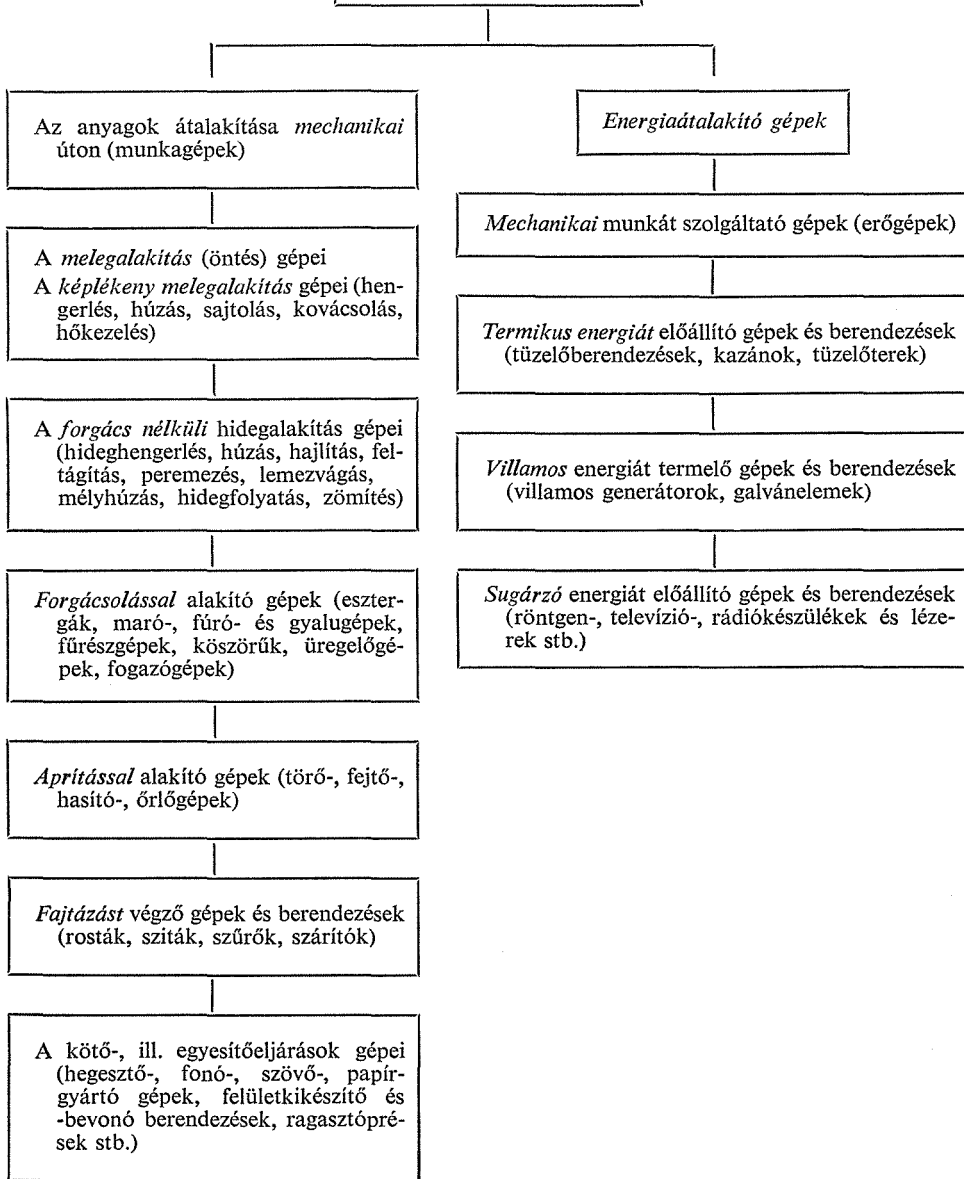 Az anyagok átalakítása mechanikai
úton (munkagépek)
A melegalakítás (öntés) gépei
A képlékeny melegalakítás gépei (hen-
gerlés, húzás, sajtolás, kovácsolás,
hőkezelés)
A forgács nélküli hidegalakítás gépei
(hideghengerlés, húzás, hajlítás, fel-
tágítás, peremezés, lemezvágás,
mélyhúzás, hidegfolyatás, zömítés)
Forgácsolással alakító gépek (eszter-
gák, maró-, fúró- és gyalugépek,
fűrészgépek, köszörűk, üregelőgé-
pek, fogazógépek)
Aprítással alakító gépek (törő-, fejtő-,
hasító-, őrlőgépek)
Fajtázást végző gépek és berendezések
(rosták, sziták, szűrők, szárítók)
A kötő-, ill. egyesítőeljárások gépei
(hegesztő-, fonó-, szövő-, papír-
gyártó gépek, felületkikészítő és
-bevonó berendezések, ragasztópré-
sek stb.)
Energiaátalakító gépek
Mechanikai munkát szolgáltató gépek (erőgépek)
Termikus energiát előállító gépek és berendezések
(tüzelőberendezések, kazánok, tüzelőterek)
Villamos energiát termelő gépek és berendezések
(villamos generátorok, galvánelemek)
Sugárzó energiát előállító gépek és berendezések
(röntgen-, televízió-, rádiókészülékek és léze-
rek stb.)